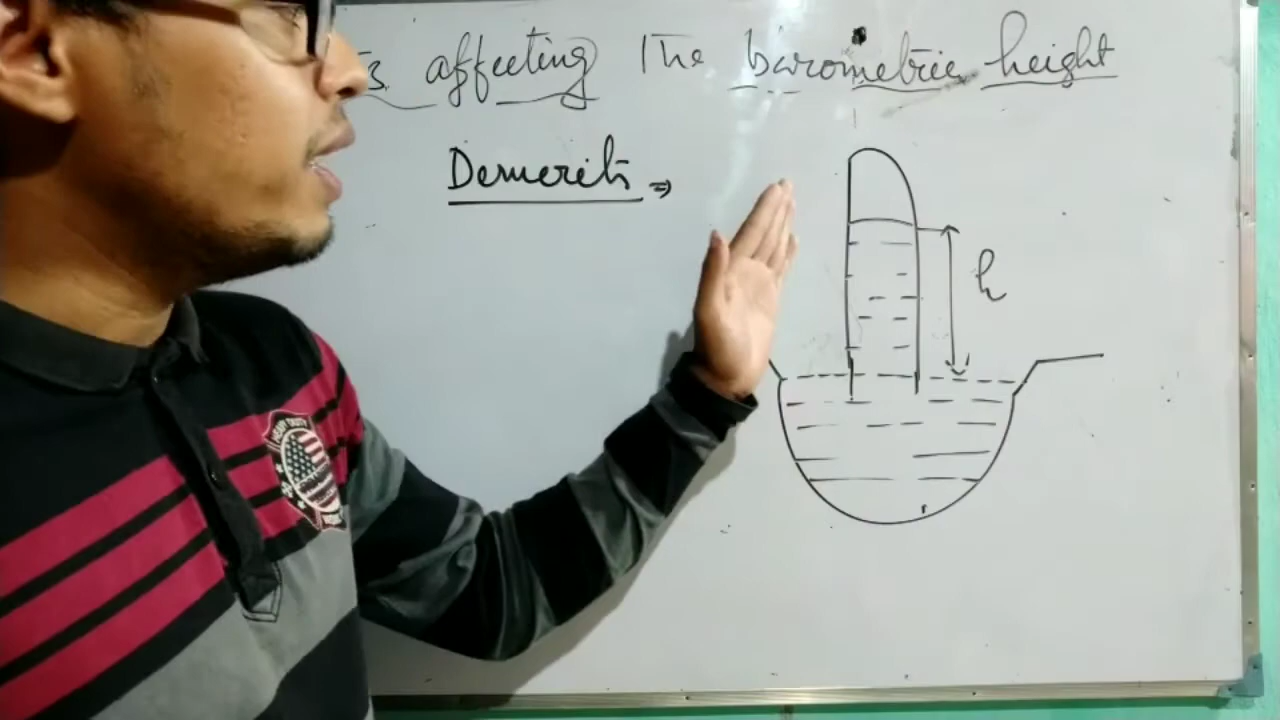 affecting the barometric height
Demerits ⇒
h